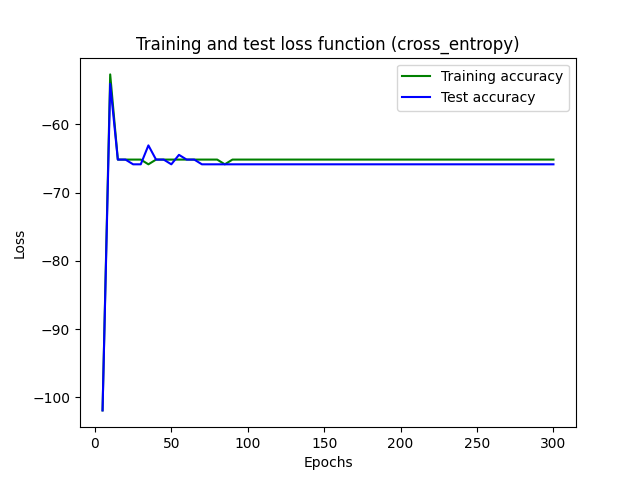 Training and test loss function (cross_entropy)
Training accuracy
Test accuracy
−60
−70
−80
−90
−100
Loss
0 50 100 150 200 250 300
Epochs